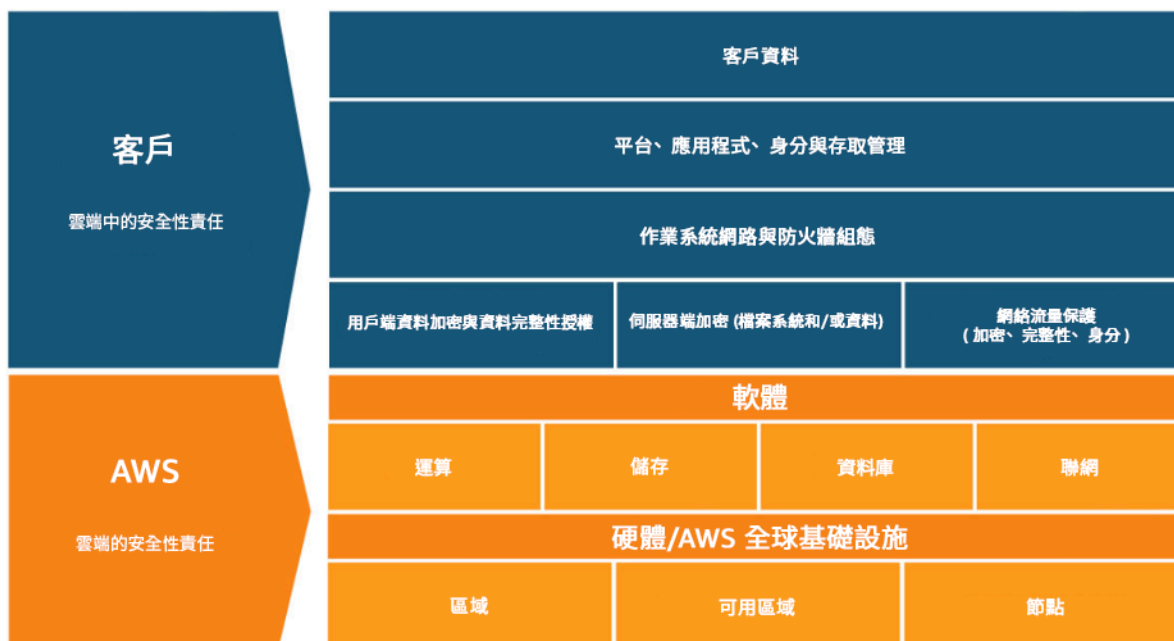 客戶
雲端中的安全性責任
客戶資料
平台、應用程式、身分與存取管理
作業系統網路與防火牆組態
用戶端資料加密與資料完整性授權
伺服器端加密 (檔案系統和/或資料)
網絡流量保護
( 加密、完整性、身分 )
AWS
雲端的安全性責任
軟體
運算
儲存
資料庫
聯網
硬體/AWS 全球基礎設施
區域
可用區域
節點